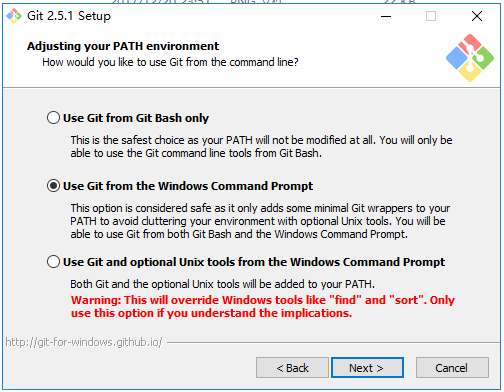 Git 2.5.1 Setup
Adjusting your PATH environment
How would you like to use Git from the command line?
Use Git from Git Bash only
This is the safest choice as your PATH will not be modified at all. You will only be
able to use the Git command line tools from Git Bash.
Use Git from the Windows Command Prompt
This option is considered safe as it only adds some minimal Git wrappers to your
PATH to avoid cluttering your environment with optional Unix tools. You will be
able to use Git from both Git Bash and the Windows Command Prompt.
Use Git and optional Unix tools from the Windows Command Prompt
Both Git and the optional Unix tools will be added to your PATH.
Warning: This will override Windows tools like "find" and "sort". Only
use this option if you understand the implications.
http://git-for-windows.github.io/
< Back Next > Cancel